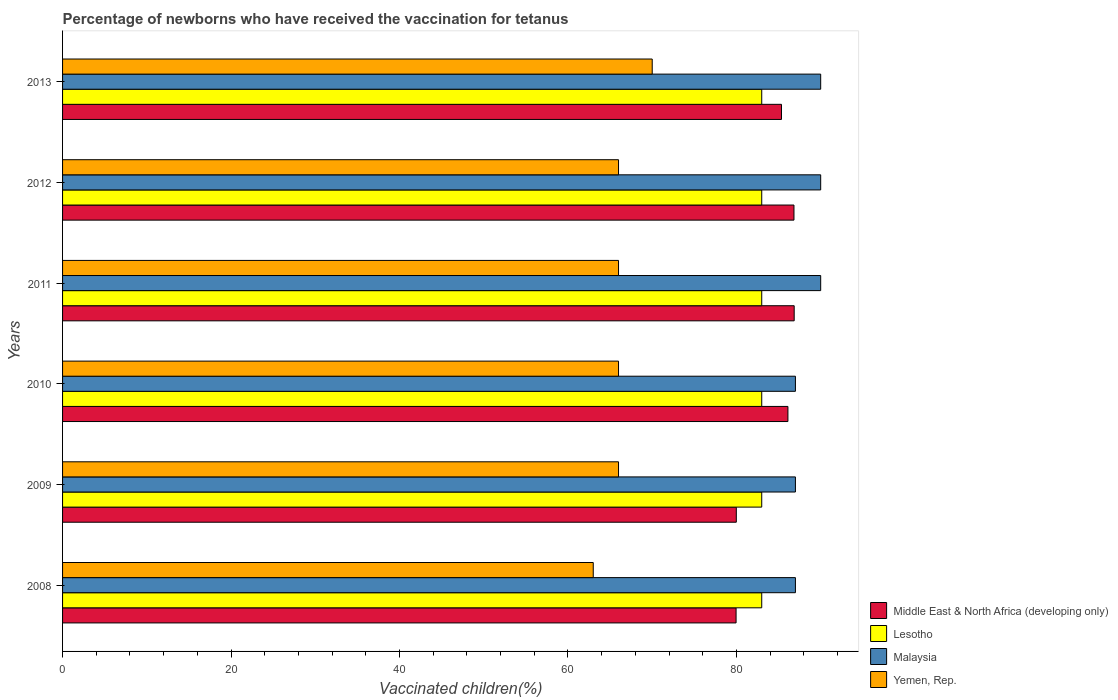 Percentage of newborns who have received the vaccination for tetanus
Years
2013
2012
2011
2010
2009
2008
0
20
40
60
80
Vaccinated children(%)
Middle East & North Africa (developing only)
Lesotho
Malaysia
Yemen, Rep.